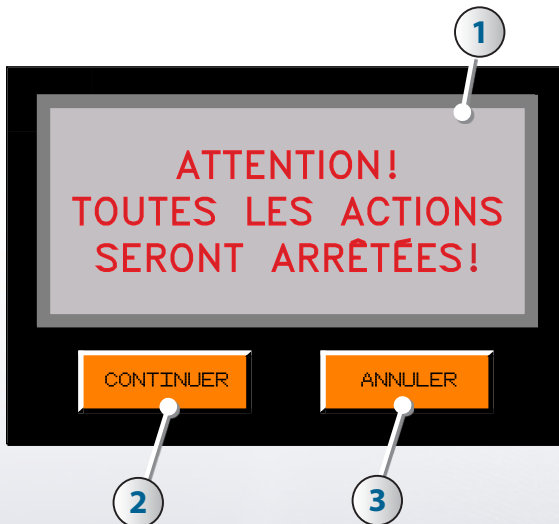 1
ATTENTION!
TOUTES LES ACTIONS
SERONT ARRÊTÉES!
CONTINUER
ANNULER
2
3